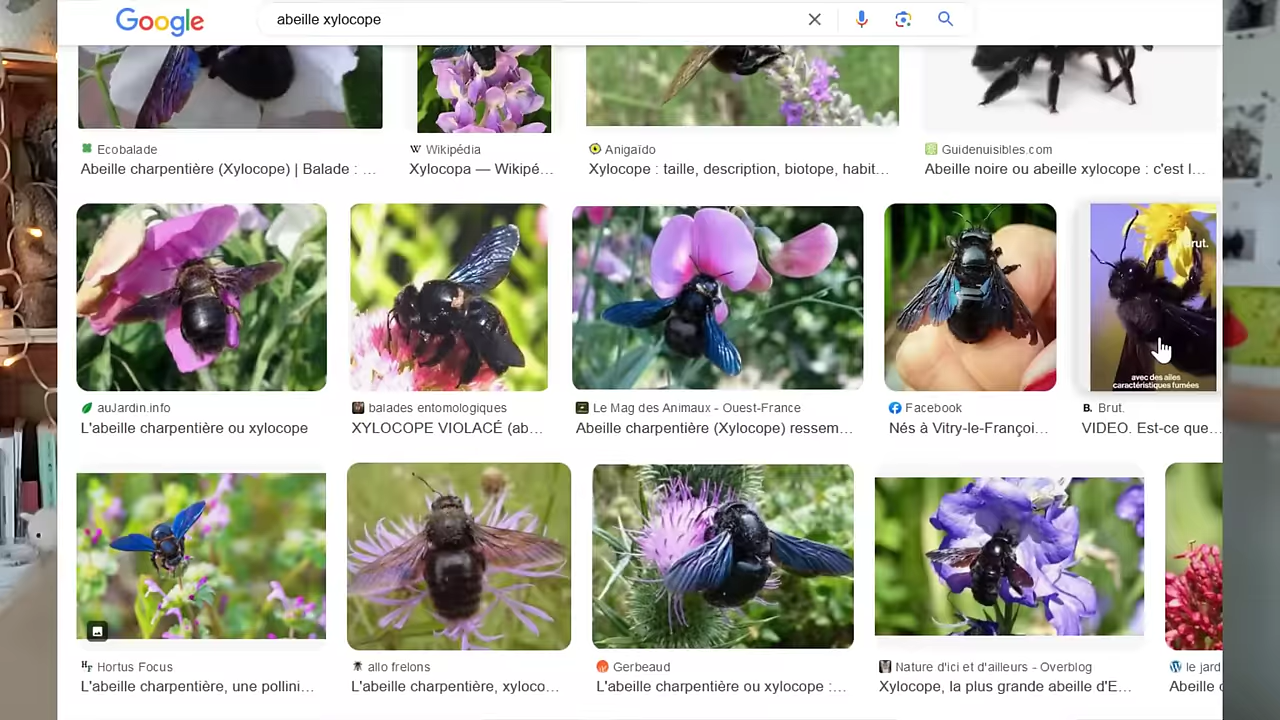 Google
abeille xylocope
Ecobalade
Abeille charpentière (Xylocope) | Balade : ...
W Wikipédia
Xylocopa — Wikipé...
Anigaïdo
Xylocope : taille, description, biotope, habit...
Guidenuisibles.com
Abeille noire ou abeille xylocope : c'est l...
brut.
avec des ailes
caractéristiques fumées
auJardin.info
L'abeille charpentière ou xylocope
balades entomologiques
XYLOCOPE VIOLACÉ (ab...
Le Mag des Animaux - Ouest-France
Abeille charpentière (Xylocope) ressem...
Facebook
Nés à Vitry-le-Françoi...
B. Brut.
VIDEO. Est-ce que...
HF Hortus Focus
L'abeille charpentière, une pollini...
allo frelons
L'abeille charpentière, xyloco...
Gerbeaud
L'abeille charpentière ou xylocope :...
Nature d'ici et d'ailleurs - Overblog
Xylocope, la plus grande abeille d'E...
le jard
Abeille